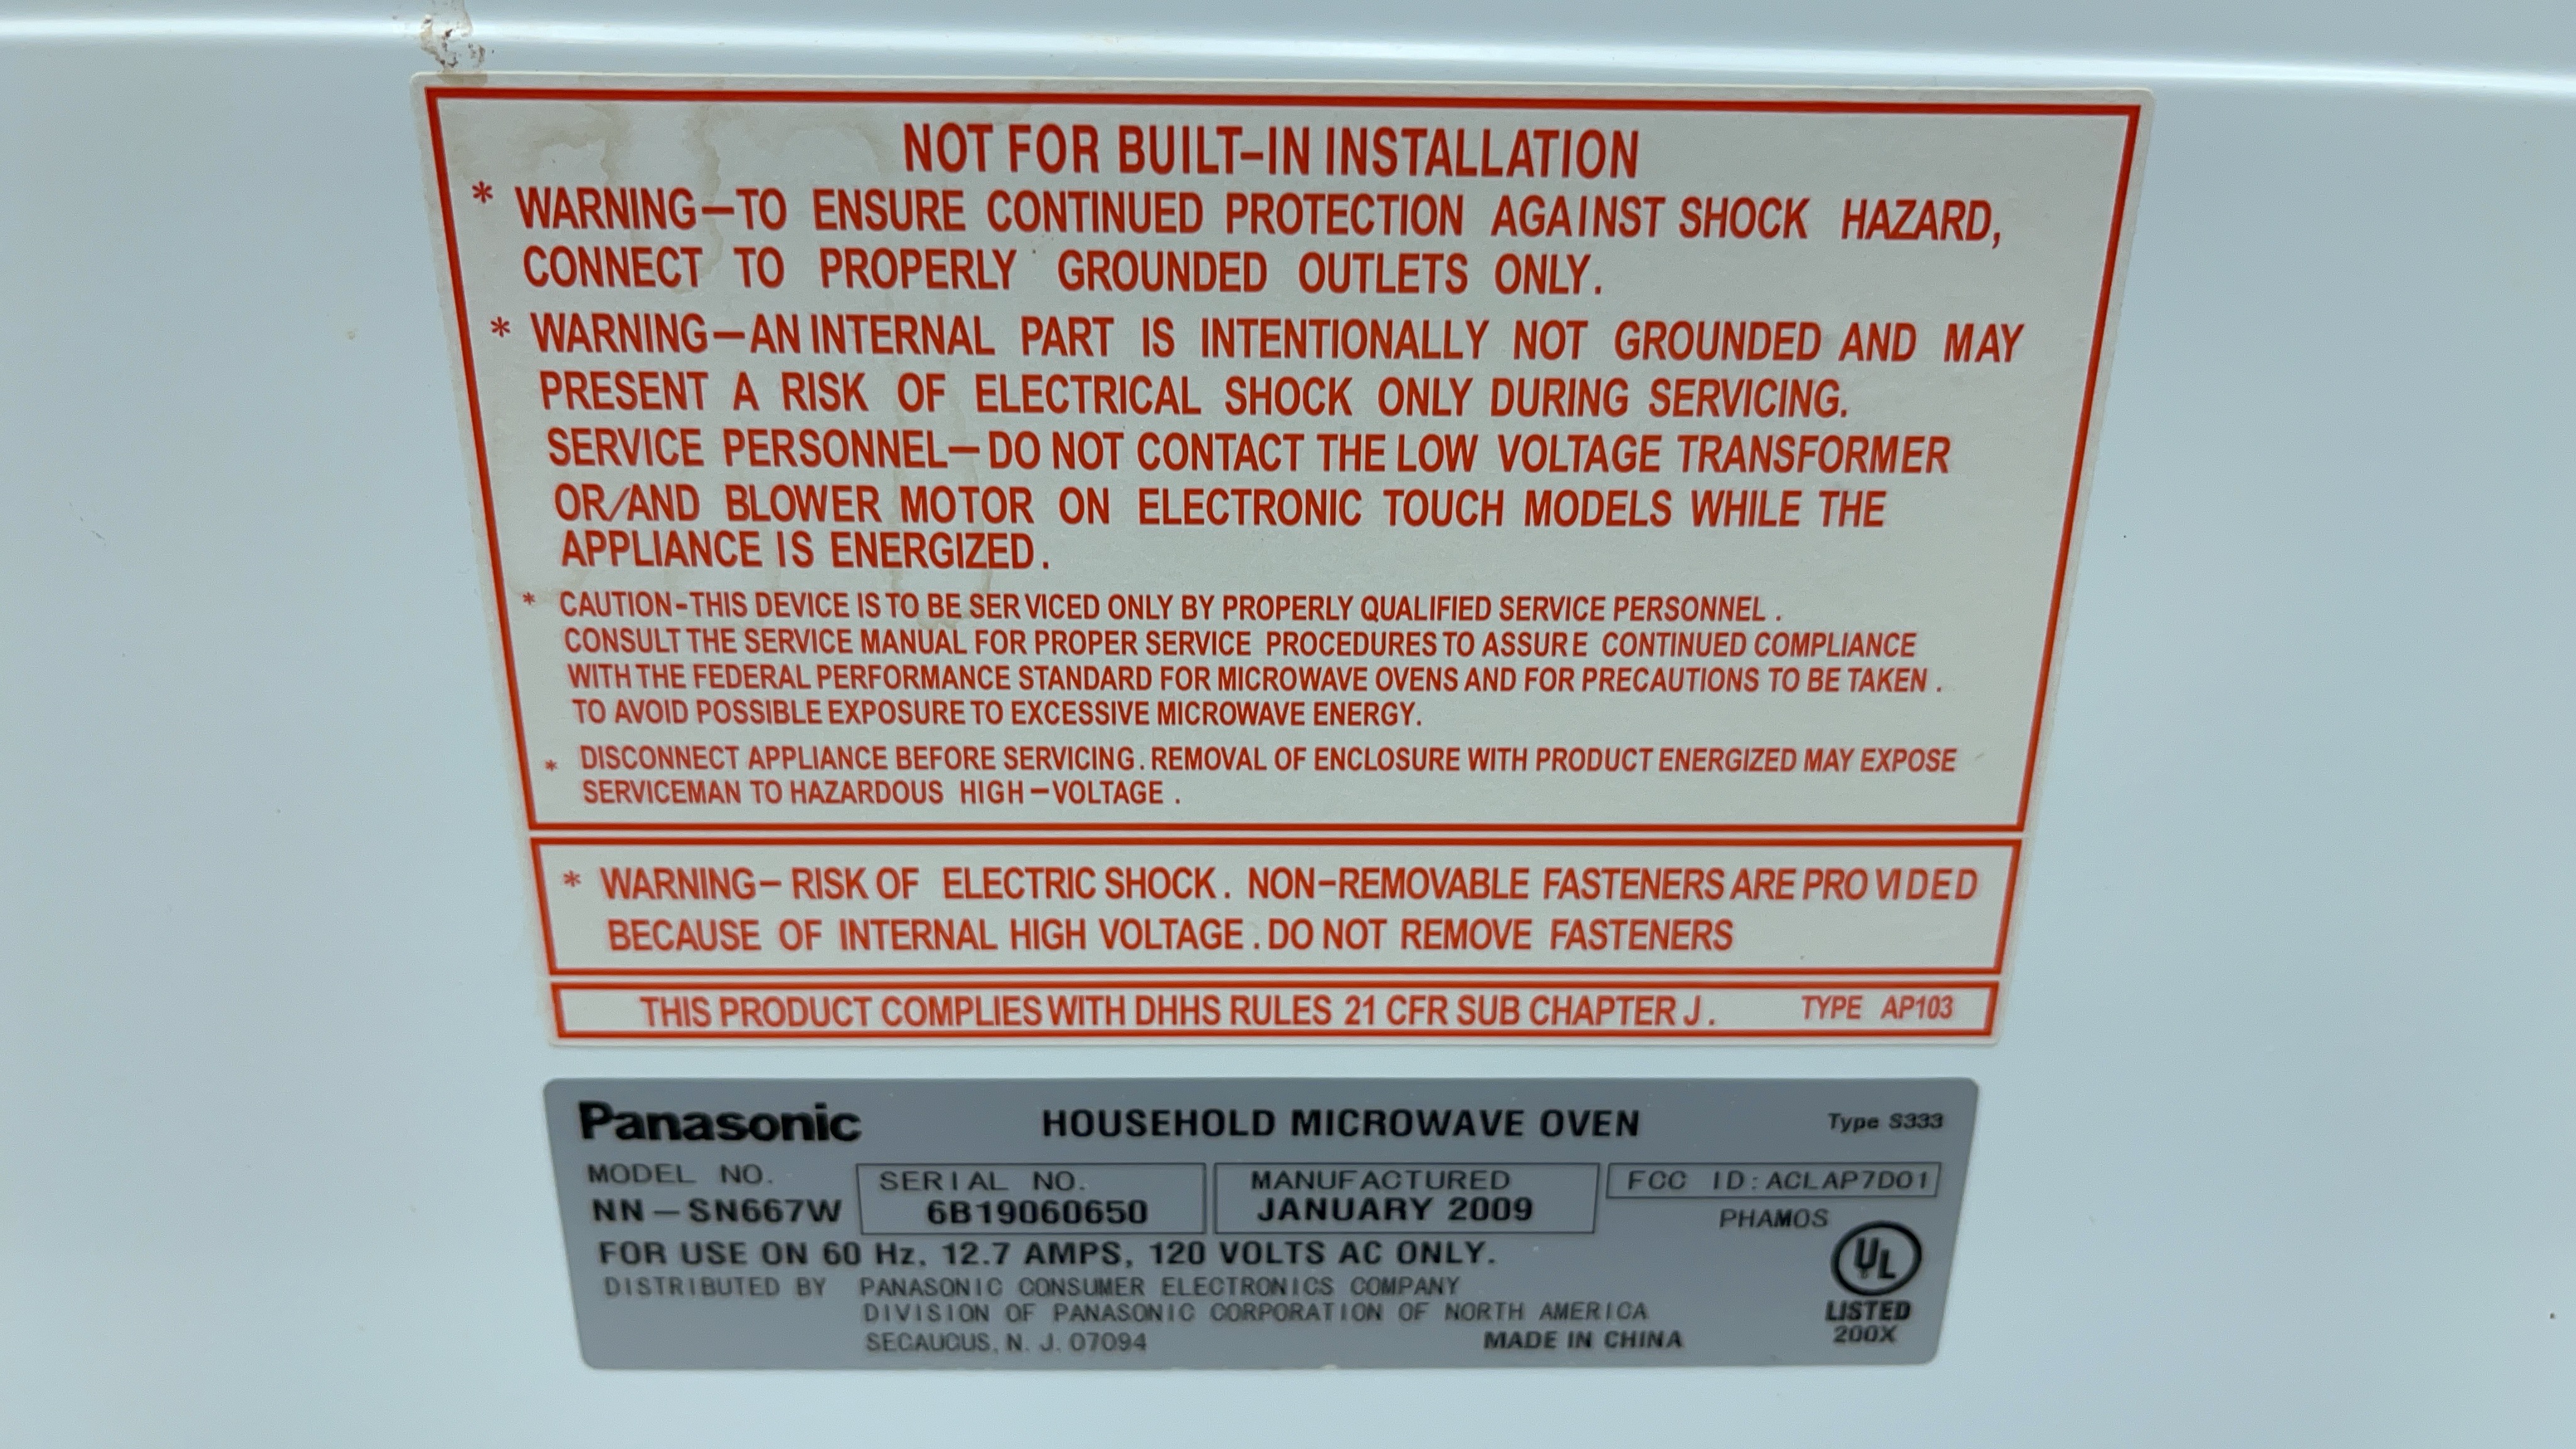 NOT FOR BUILT-IN INSTALLATION
* WARNING—TO ENSURE CONTINUED PROTECTION AGAINST SHOCK HAZARD,
CONNECT TO PROPERLY GROUNDED OUTLETS ONLY.
* WARNING—AN INTERNAL PART IS INTENTIONALLY NOT GROUNDED AND MAY
PRESENT A RISK OF ELECTRICAL SHOCK ONLY DURING SERVICING.
SERVICE PERSONNEL—DO NOT CONTACT THE LOW VOLTAGE TRANSFORMER
OR/AND BLOWER MOTOR ON ELECTRONIC TOUCH MODELS WHILE THE
APPLIANCE IS ENERGIZED.
* CAUTION-THIS DEVICE IS TO BE SERVICED ONLY BY PROPERLY QUALIFIED SERVICE PERSONNEL .
CONSULT THE SERVICE MANUAL FOR PROPER SERVICE PROCEDURES TO ASSURE CONTINUED COMPLIANCE
WITH THE FEDERAL PERFORMANCE STANDARD FOR MICROWAVE OVENS AND FOR PRECAUTIONS TO BE TAKEN .
TO AVOID POSSIBLE EXPOSURE TO EXCESSIVE MICROWAVE ENERGY.
* DISCONNECT APPLIANCE BEFORE SERVICING. REMOVAL OF ENCLOSURE WITH PRODUCT ENERGIZED MAY EXPOSE
SERVICEMAN TO HAZARDOUS HIGH—VOLTAGE .
* WARNING— RISK OF ELECTRIC SHOCK. NON-REMOVABLE FASTENERS ARE PROVIDED
BECAUSE OF INTERNAL HIGH VOLTAGE . DO NOT REMOVE FASTENERS
THIS PRODUCT COMPLIES WITH DHHS RULES 21 CFR SUB CHAPTER J. TYPE AP103
Panasonic HOUSEHOLD MICROWAVE OVEN Type S333
MODEL NO. SERIAL NO. MANUFACTURED FCC ID:ACLAP7D01
NN—SN667W 6B19060650 JANUARY 2009 PHAMOS
FOR USE ON 60 Hz, 12.7 AMPS, 120 VOLTS AC ONLY. UL
DISTRIBUTED BY PANASONIC CONSUMER ELECTRONICS COMPANY
DIVISION OF PANASONIC CORPORATION OF NORTH AMERICA LISTED
SECAUCUS, N. J. 07094 MADE IN CHINA 200X